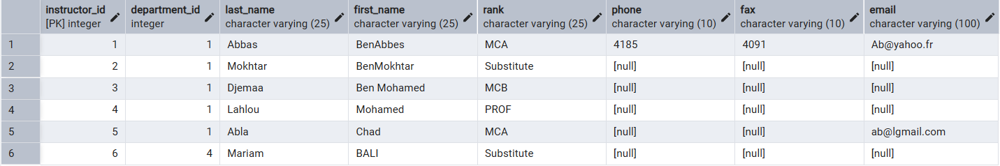 instructor_id department_id last_name first_name rank phone fax email
[PK] integer integer character varying (25) character varying (25) character varying (25) character varying (10) character varying (10) character varying (100)
1 1 1 Abbas BenAbbes MCA 4185 4091 Ab@yahoo.fr
2 2 1 Mokhtar BenMokhtar Substitute [null] [null] [null]
3 3 1 Djemaa Ben Mohamed MCB [null] [null] [null]
4 4 1 Lahlou Mohamed PROF [null] [null] [null]
5 5 1 Abla Chad MCA [null] [null] ab@lgmail.com
6 6 4 Mariam BALI Substitute [null] [null] [null]